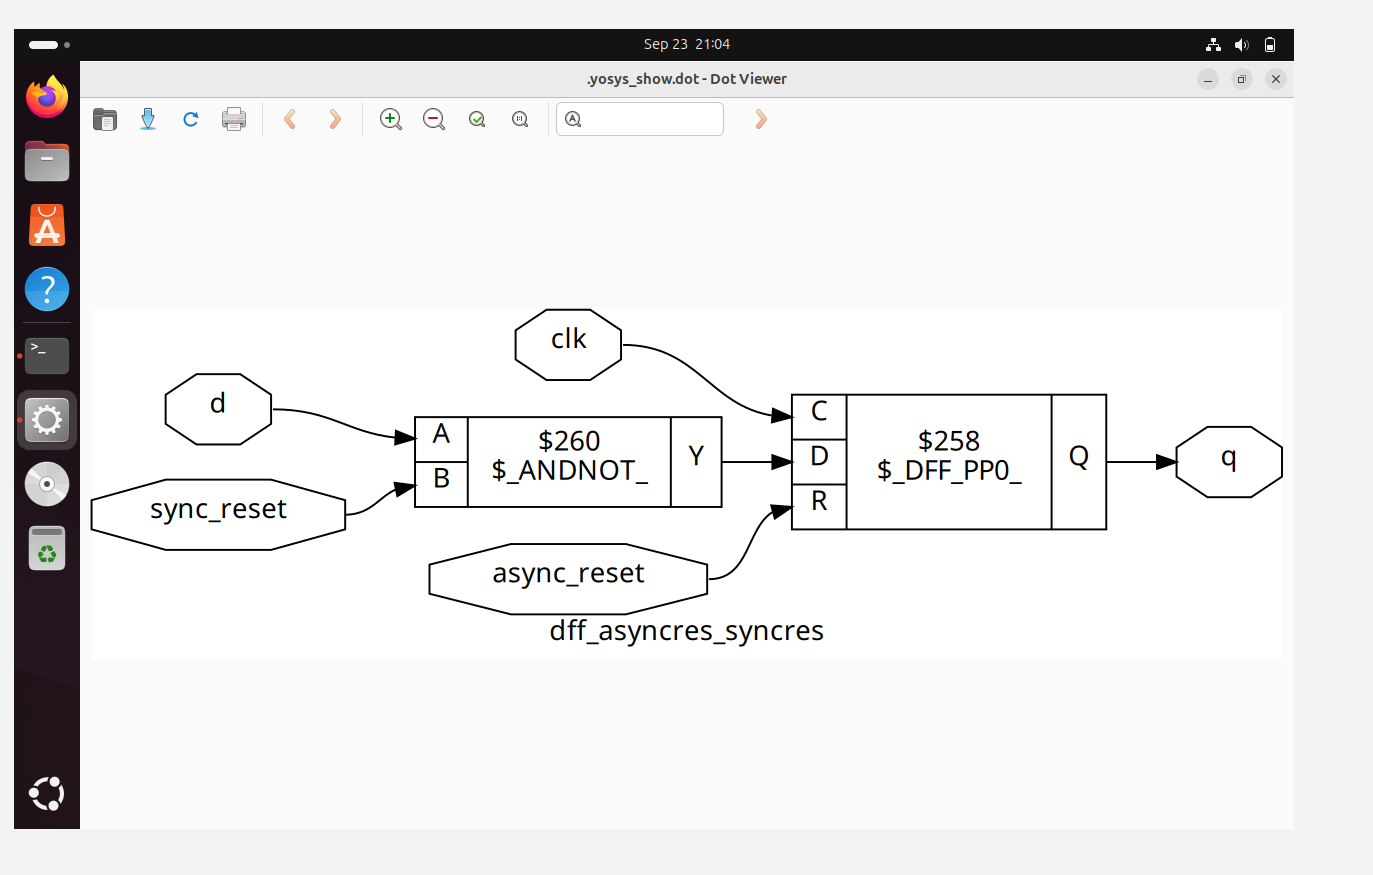 Sep 23 21:04
.yosys_show.dot - Dot Viewer
clk
d
sync_reset
A
B
$260
$_ANDNOT_
Y
async_reset
C
D
R
$258
$_DFF_PP0_
Q
q
dff_asyncres_syncres